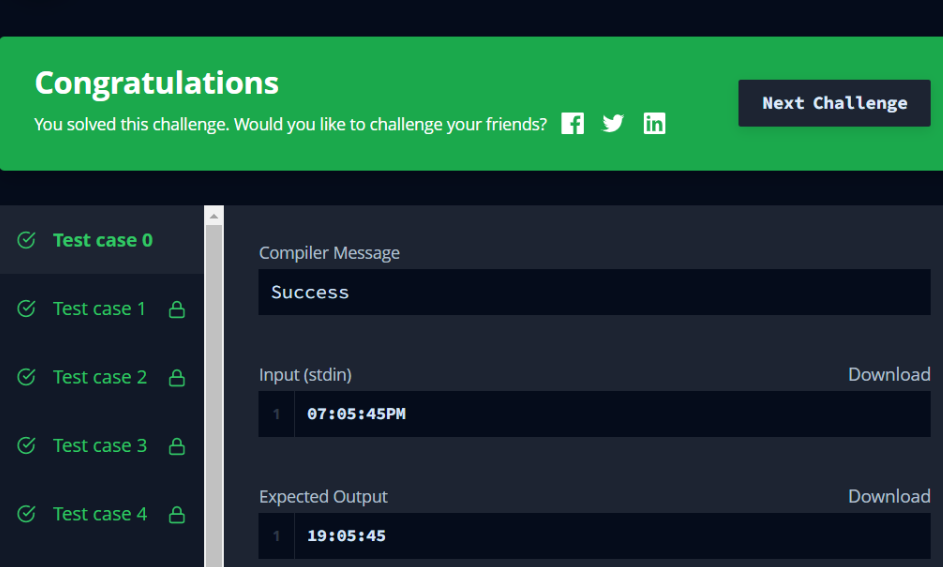 Congratulations
You solved this challenge. Would you like to challenge your friends?
Next Challenge
Test case 0
Test case 1
Test case 2
Test case 3
Test case 4
Compiler Message
Success
Input (stdin) Download
1 07:05:45PM
Expected Output Download
1 19:05:45